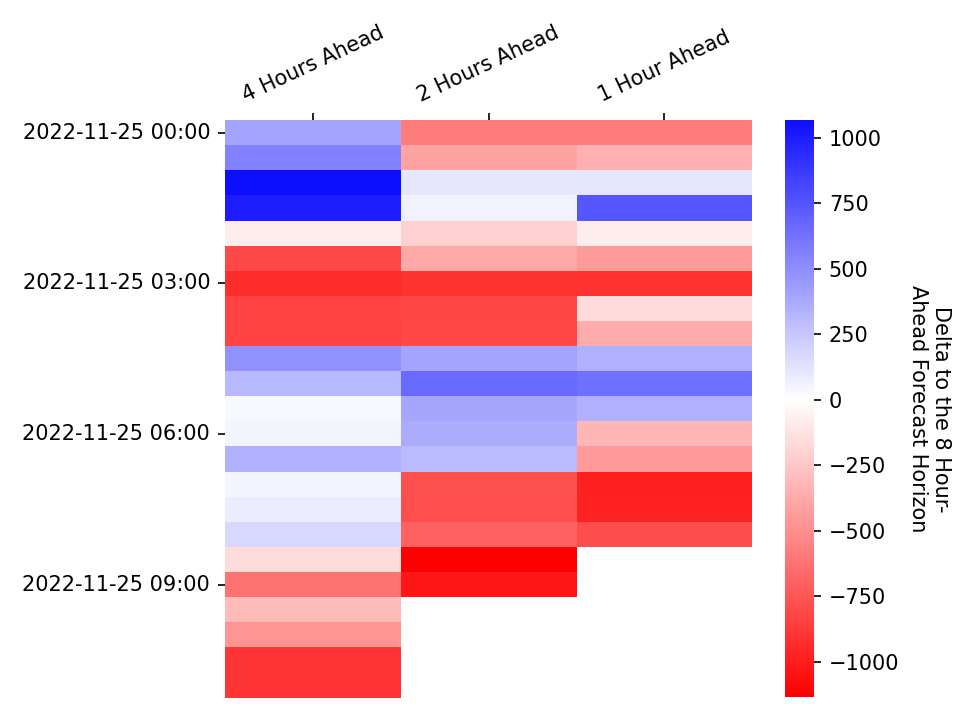 4 Hours Ahead
2 Hours Ahead
1 Hour Ahead
2022-11-25 00:00
2022-11-25 03:00
2022-11-25 06:00
2022-11-25 09:00
1000
750
500
250
0
−250
−500
−750
−1000
Delta to the 8 Hour-
Ahead Forecast Horizon